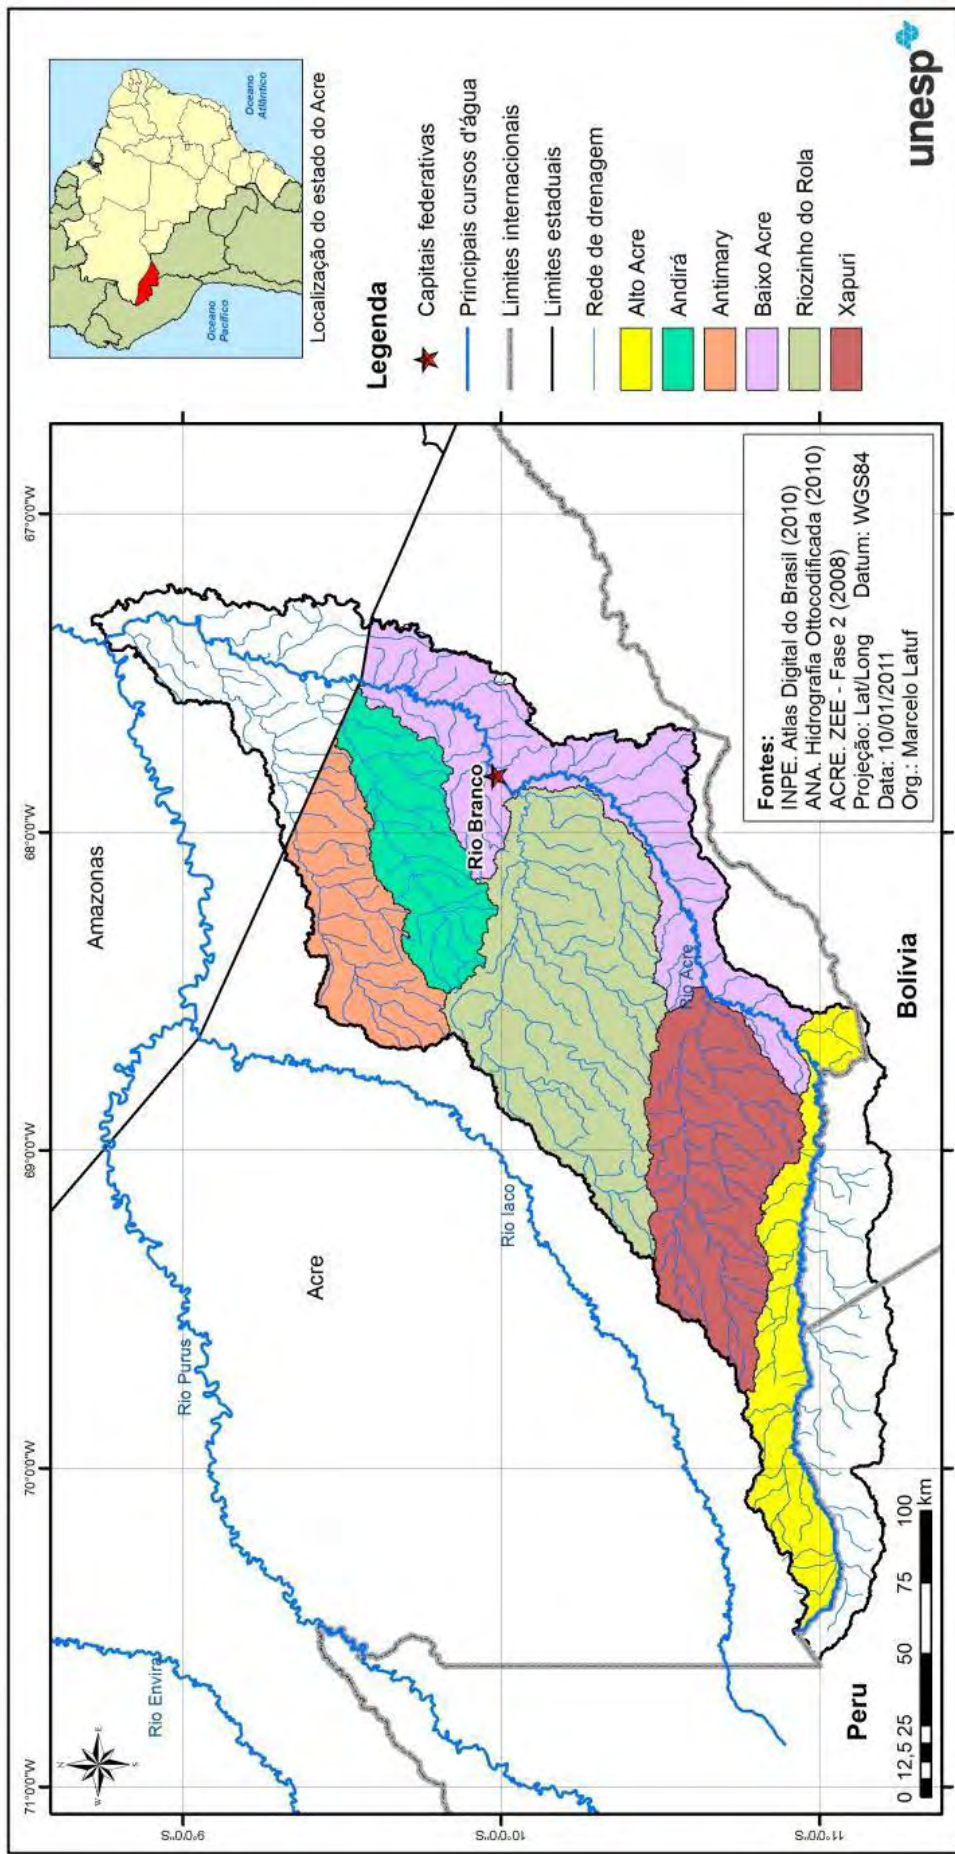 71°0'0"W
70°0'0"W
69°0'0"W
68°0'0"W
67°0'0"W
9°0'0"S
10°0'0"S
11°0'0"S
N
E
S
W
Rio Envira
Rio Purus
Amazonas
Acre
Rio Iaco
Rio Branco
Rio Acre
Peru
Bolívia
0 12,5 25 50 75 100
km
Fontes:
INPE. Atlas Digital do Brasil (2010)
ANA. Hidrografia Ottocodificada (2010)
ACRE. ZEE - Fase 2 (2008)
Projeção: Lat/Long Datum: WGS84
Data: 10/01/2011
Org.: Marcelo Latuf
Oceano
Pacífico
Oceano
Atlântico
Localização do estado do Acre
Legenda
Capitais federativas
Principais cursos d'água
Limites internacionais
Limites estaduais
Rede de drenagem
Alto Acre
Andirá
Antimary
Baixo Acre
Riozinho do Rola
Xapuri
unesp